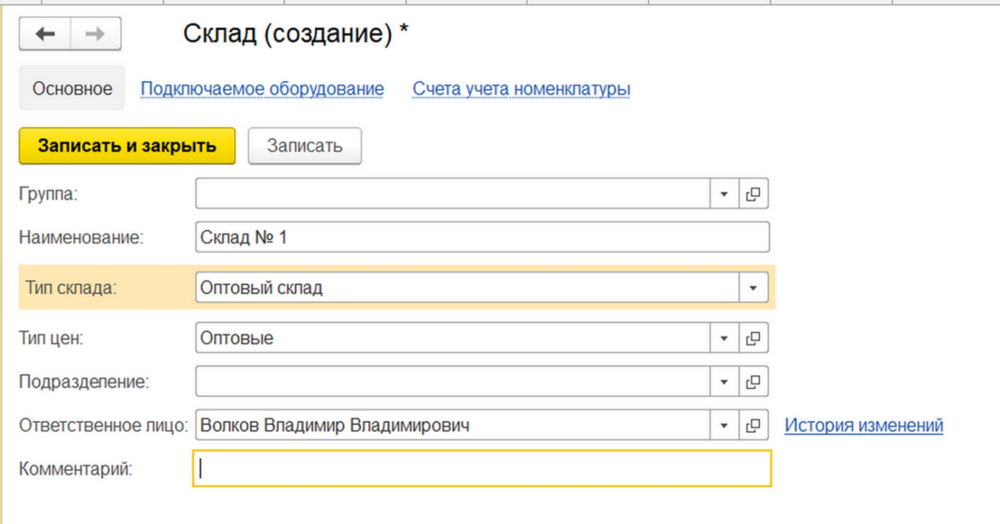 Склад (создание) *
Основное Подключаемое оборудование Счета учета номенклатуры
Записать и закрыть Записать
Группа:
Наименование: Склад № 1
Тип склада: Оптовый склад
Тип цен: Оптовые
Подразделение:
Ответственное лицо: Волков Владимир Владимирович История изменений
Комментарий: